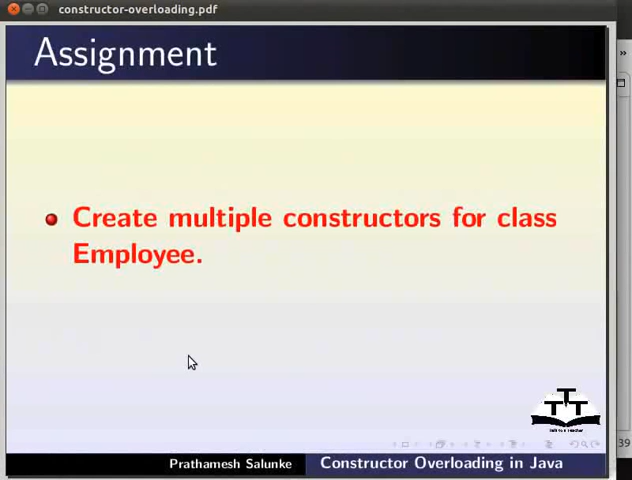 constructor-overloading.pdf
Assignment
Create multiple constructors for class
Employee.
39
Prathamesh Salunke Constructor Overloading in Java